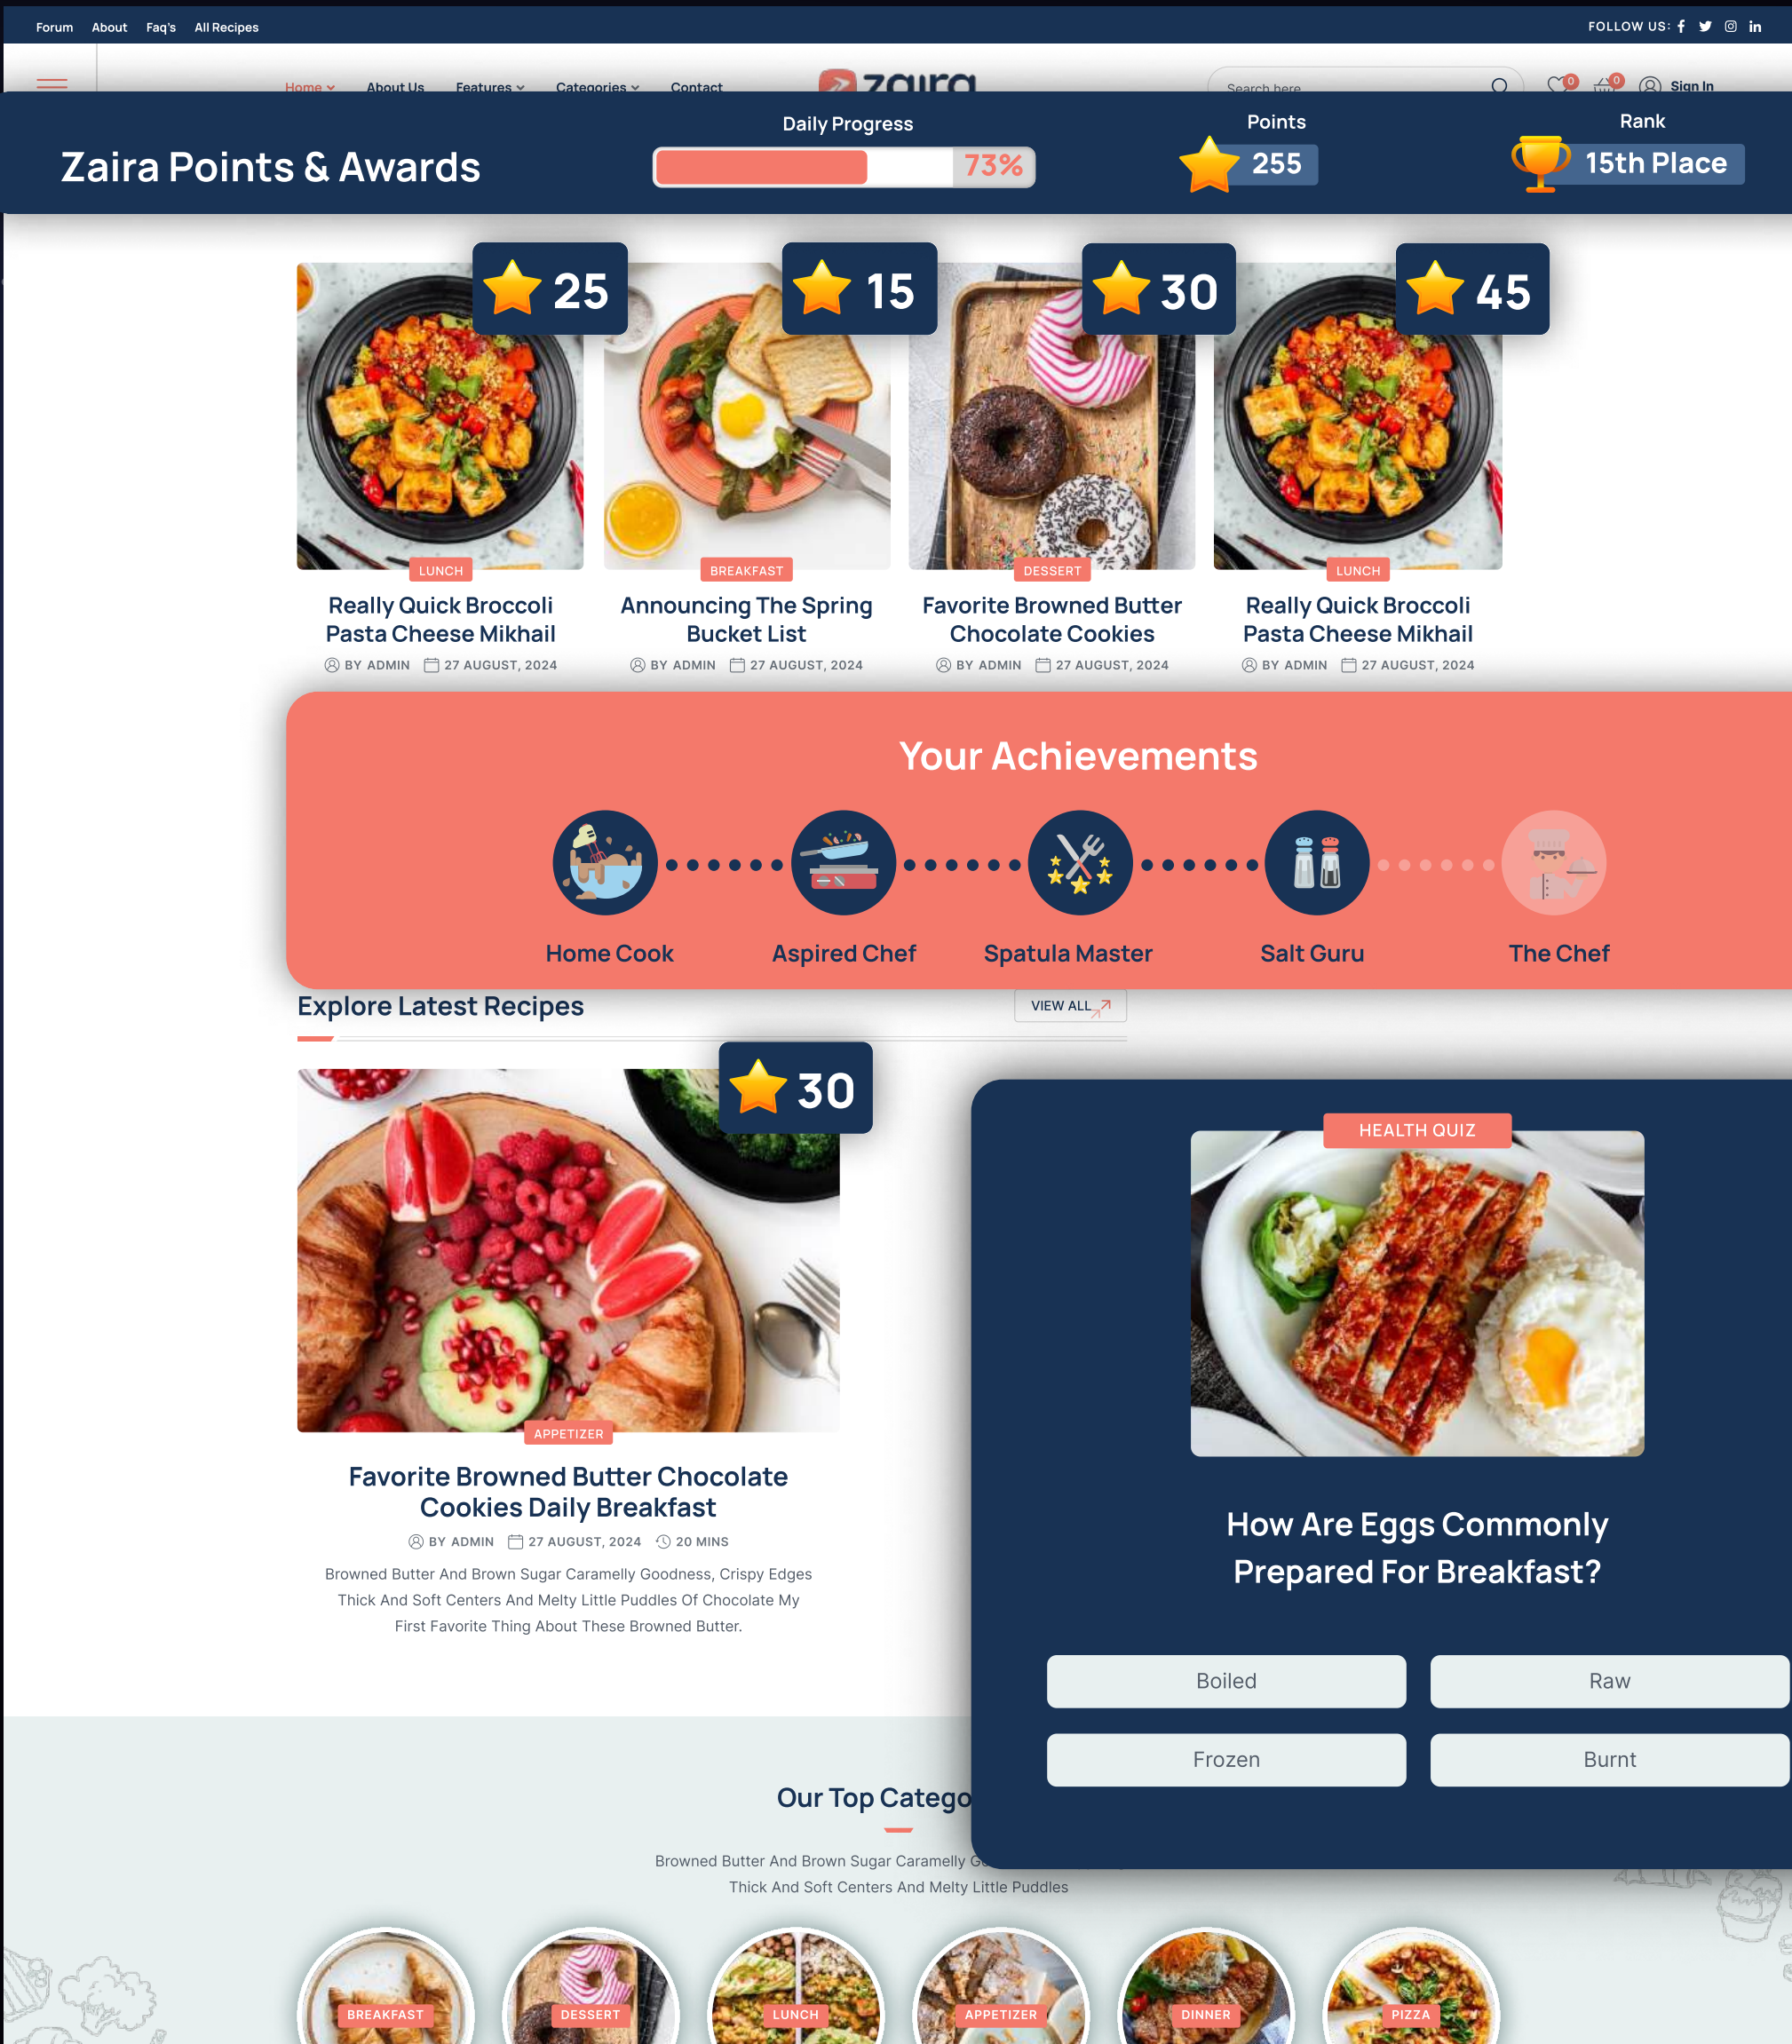 Forum About Faq's All Recipes FOLLOW US:
Home About Us Features Categories Contact zaira Search here 0 0 Sign In
Zaira Points & Awards
Daily Progress
73%
Points
255
Rank
15th Place
25
15
30
45
LUNCH
Really Quick Broccoli
Pasta Cheese Mikhail
BY ADMIN 27 AUGUST, 2024
BREAKFAST
Announcing The Spring
Bucket List
BY ADMIN 27 AUGUST, 2024
DESSERT
Favorite Browned Butter
Chocolate Cookies
BY ADMIN 27 AUGUST, 2024
LUNCH
Really Quick Broccoli
Pasta Cheese Mikhail
BY ADMIN 27 AUGUST, 2024
Your Achievements
Home Cook
Aspired Chef
Spatula Master
Salt Guru
The Chef
Explore Latest Recipes
VIEW ALL
30
APPETIZER
Favorite Browned Butter Chocolate
Cookies Daily Breakfast
BY ADMIN 27 AUGUST, 2024 20 MINS
Browned Butter And Brown Sugar Caramelly Goodness, Crispy Edges
Thick And Soft Centers And Melty Little Puddles Of Chocolate My
First Favorite Thing About These Browned Butter.
HEALTH QUIZ
How Are Eggs Commonly
Prepared For Breakfast?
Boiled
Raw
Frozen
Burnt
Our Top Catego
Browned Butter And Brown Sugar Caramelly
Thick And Soft Centers And Melty Little Puddles
BREAKFAST
DESSERT
LUNCH
APPETIZER
DINNER
PIZZA